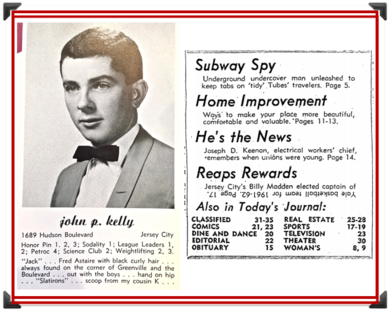 john p. kelly
1689 Hudson Boulevard Jersey City
Honor Pin 1, 2, 3; Sodality 1; League Leaders 1,
2; Petroc 4; Science Club 2; Weightlifting 2, 3.
"Jack" . . . Fred Astaire with black curly hair . . .
always found on the corner of Greenville and the
Boulevard . . . out with the boys . . . hand on hip
. . . "Slatirons" . . . scoop from my cousin K . . .
Subway Spy
Underground undercover man unleashed to
keep tabs on 'tidy' Tubes' travelers. Page 5.
Home Improvement
Ways to make your place more beautiful,
comfortable and valuable. Pages 11-13.
He's the News
Joseph D. Keenan, electrical workers' chief,
remembers when unions were young. Page 14.
Reaps Rewards
Jersey City's Billy Madden elected captain of
Yale basketball team for 1961-62. Page 17.
Also in Today's Journal:
CLASSIFIED 31-35 REAL ESTATE 25-28
COMICS 21, 23 SPORTS 17-19
DINE AND DANCE 20 TELEVISION 23
EDITORIAL 22 THEATER 30
OBITUARY 15 WOMAN'S 8, 9